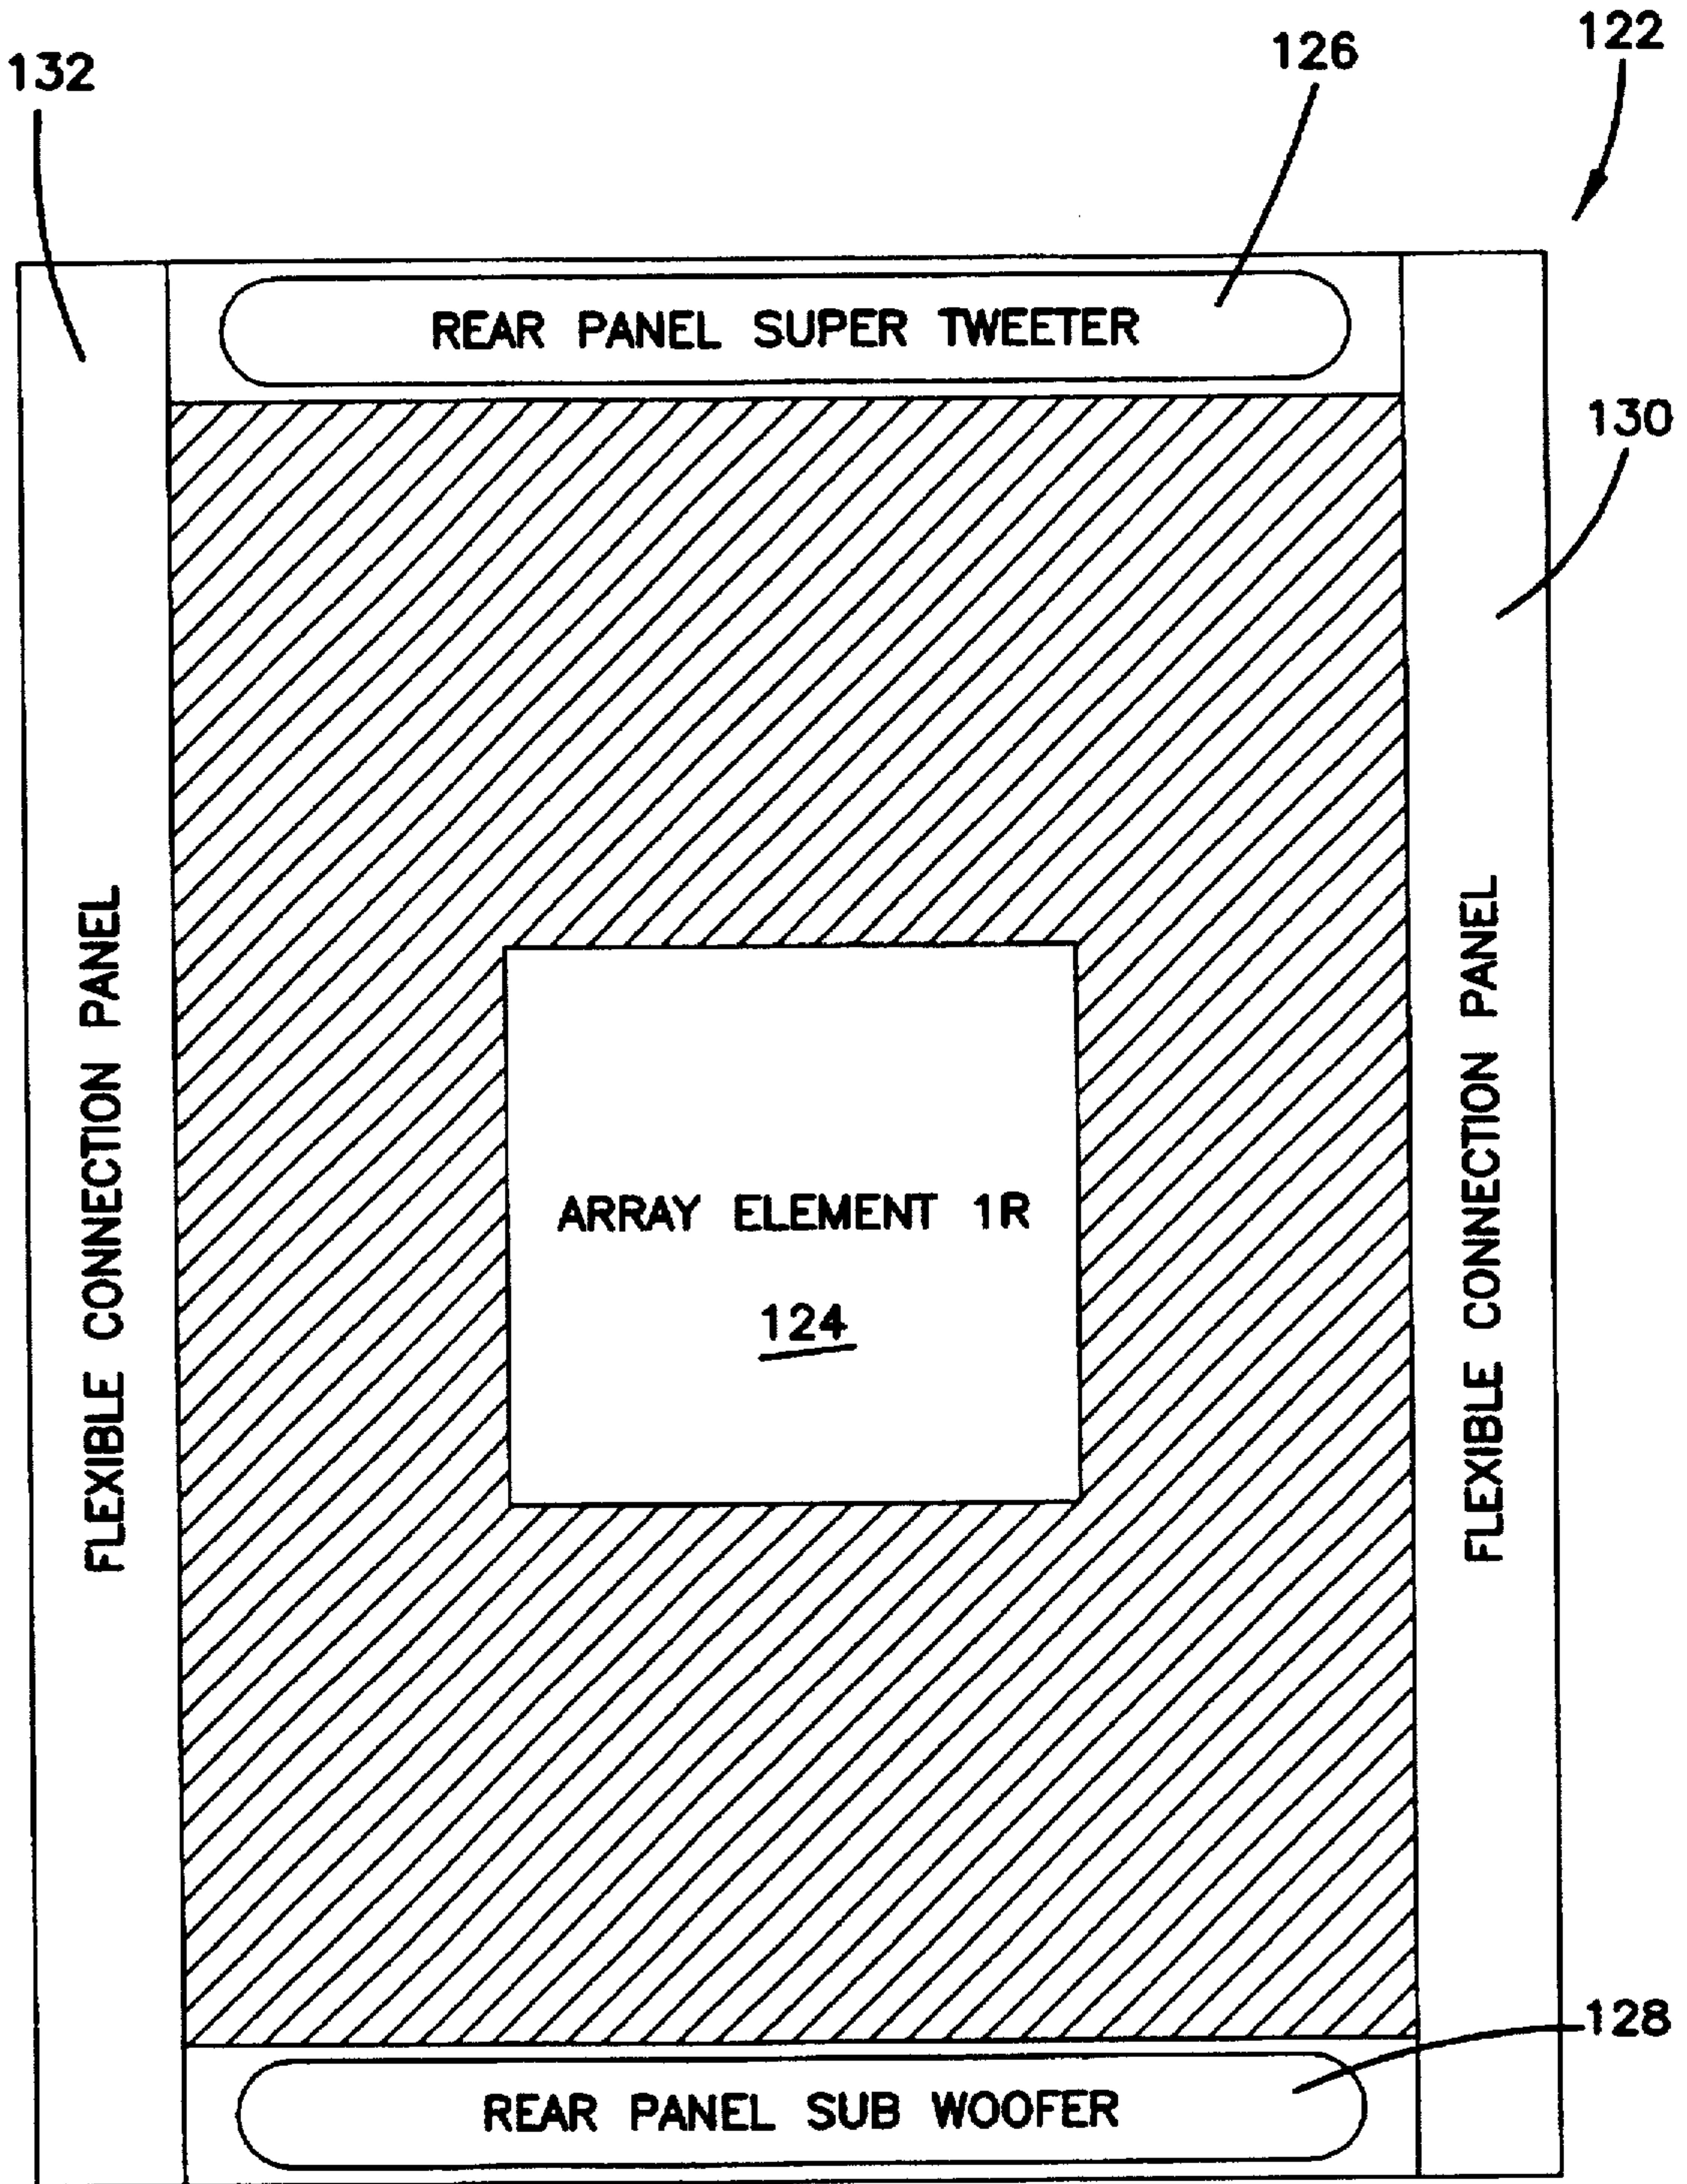 122
126
132
REAR PANEL SUPER TWEETER
130
FLEXIBLE CONNECTION PANEL
FLEXIBLE CONNECTION PANEL
ARRAY ELEMENT 1R
124
128
REAR PANEL SUB WOOFER